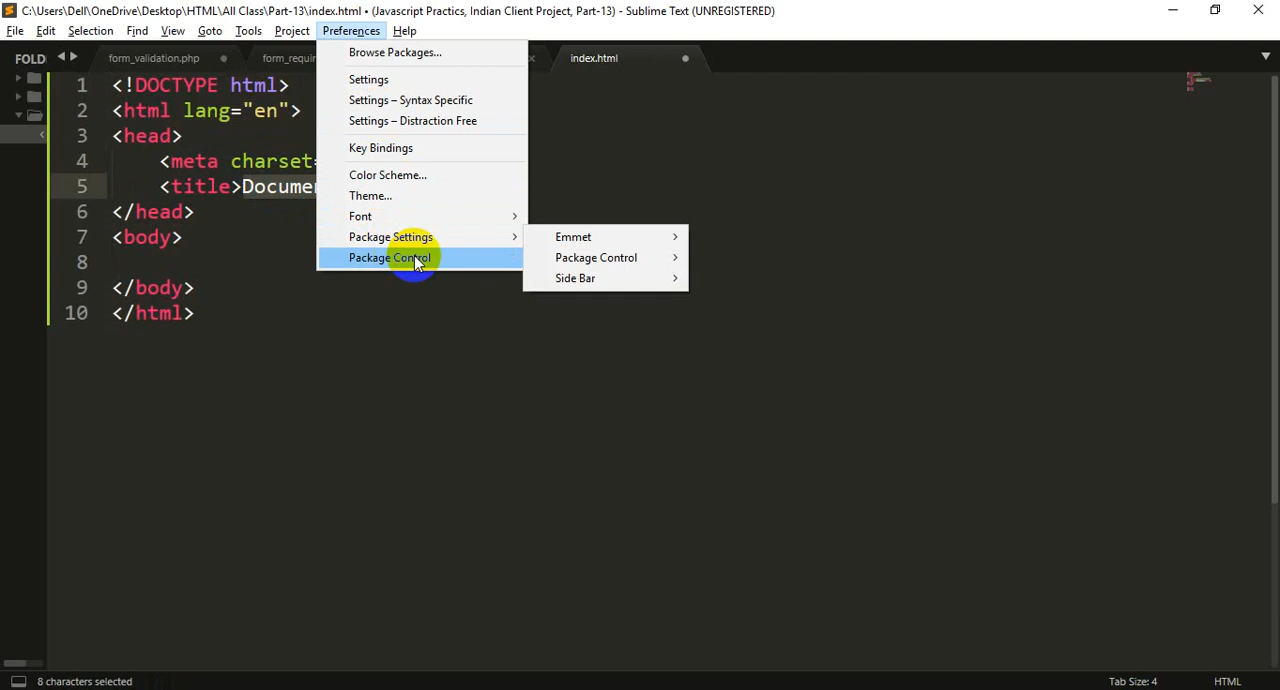 C:\Users\Dell\OneDrive\Desktop\HTML\All Class\Part-13\index.html • (Javascript Practics, Indian Client Project, Part-13) - Sublime Text (UNREGISTERED)
File Edit Selection Find View Goto Tools Project Preferences Help
FOLD form_validation.php form_requir index.html
Browse Packages...
Settings
Settings – Syntax Specific
Settings – Distraction Free
Key Bindings
Color Scheme...
Theme...
Font
Package Settings
Package Control
Emmet
Package Control
Side Bar
1 <!DOCTYPE html>
2 <html lang="en">
3 <head>
4 <meta charset=
5 <title>Documen
6 </head>
7 <body>
8
9 </body>
10 </html>
8 characters selected Tab Size: 4 HTML